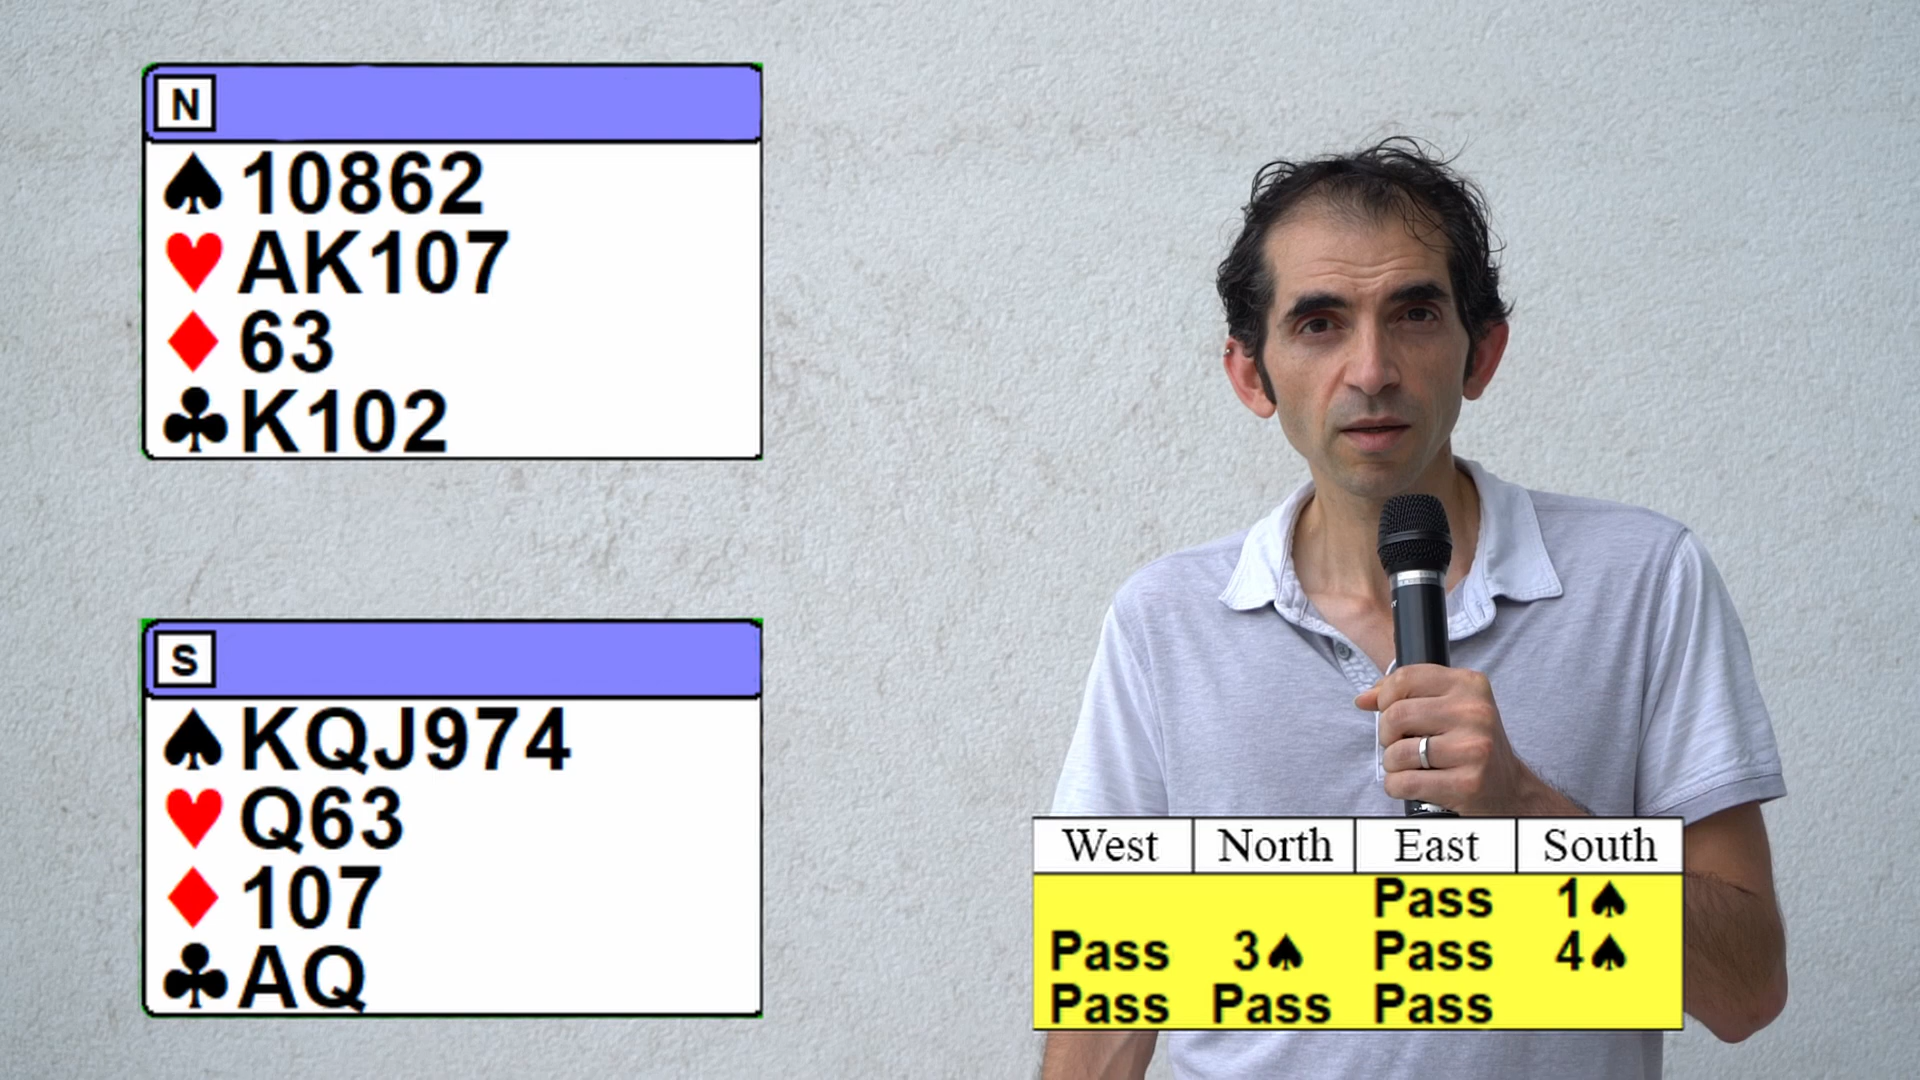 N
♠ 10862
♥ AK107
♦ 63
♣ K102
S
♠ KQJ974
♥ Q63
♦ 107
♣ AQ
West North East South
Pass 1♠
Pass 3♠ Pass 4♠
Pass Pass Pass